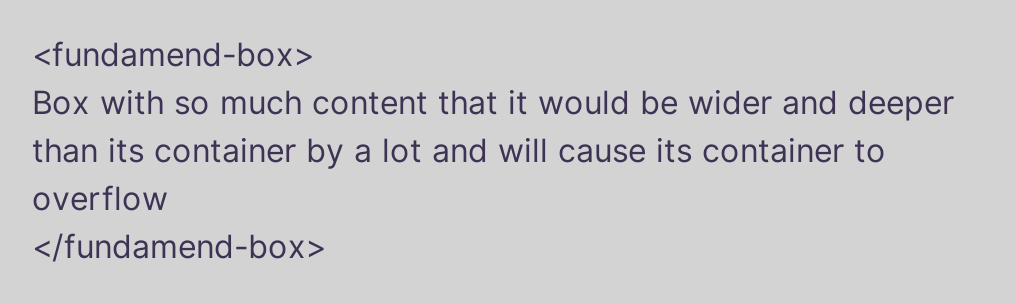 <fundamend-box>
Box with so much content that it would be wider and deeper
than its container by a lot and will cause its container to
overflow
</fundamend-box>